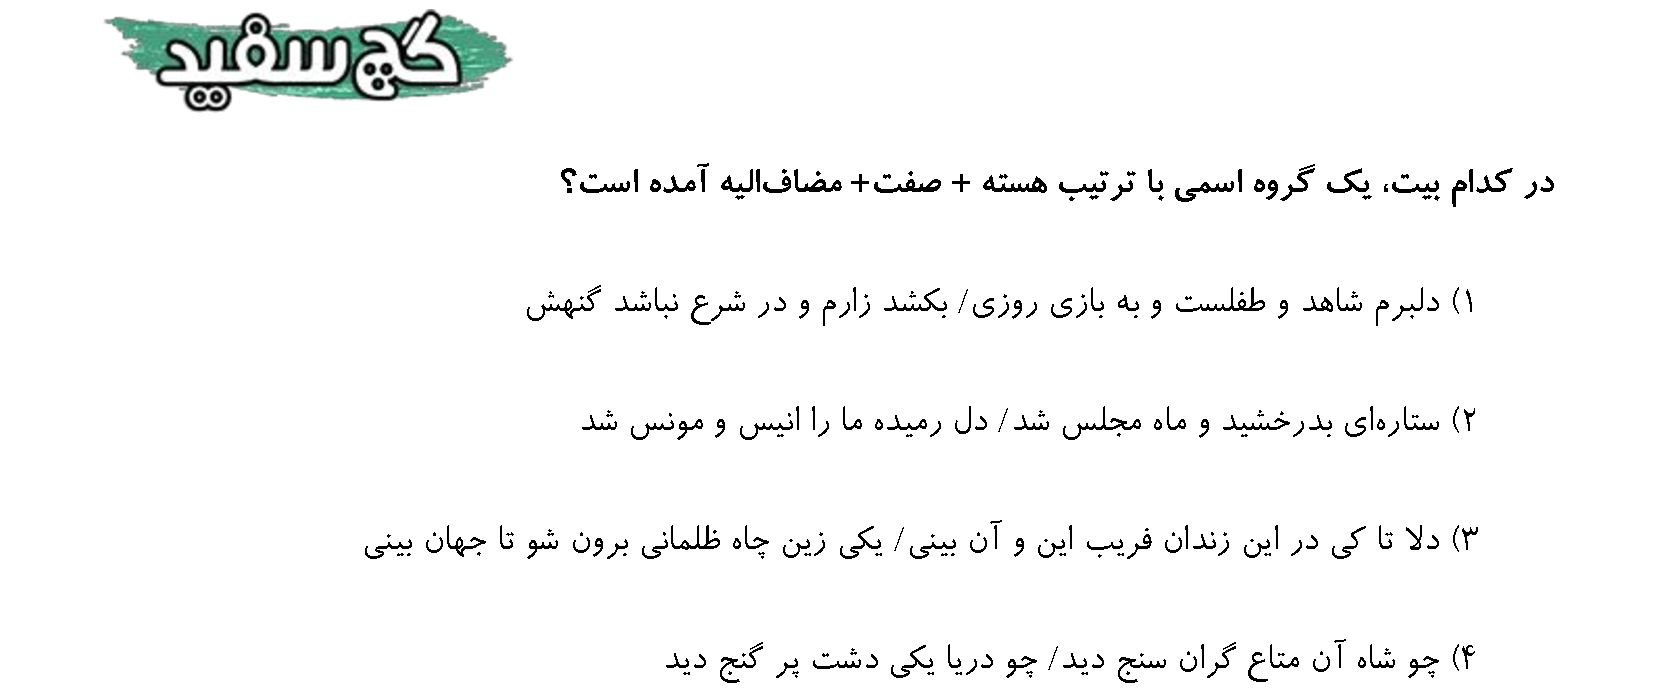 گچ سفید
در کدام بیت، یک گروه اسمی با ترتیب هسته + صفت+ مضاف‌الیه آمده است؟
۱) دلبرم شاهد و طفلست و به بازی روزی/ بکشد زارم و در شرع نباشد گنهش
۲) ستاره‌ای بدرخشید و ماه مجلس شد/ دل رمیده ما را انیس و مونس شد
۳) دلا تا کی در این زندان فریب این و آن بینی/ یکی زین چاه ظلمانی برون شو تا جهان بینی
۴) چو شاه آن متاع گران سنج دید/ چو دریا یکی دشت پر گنج دید